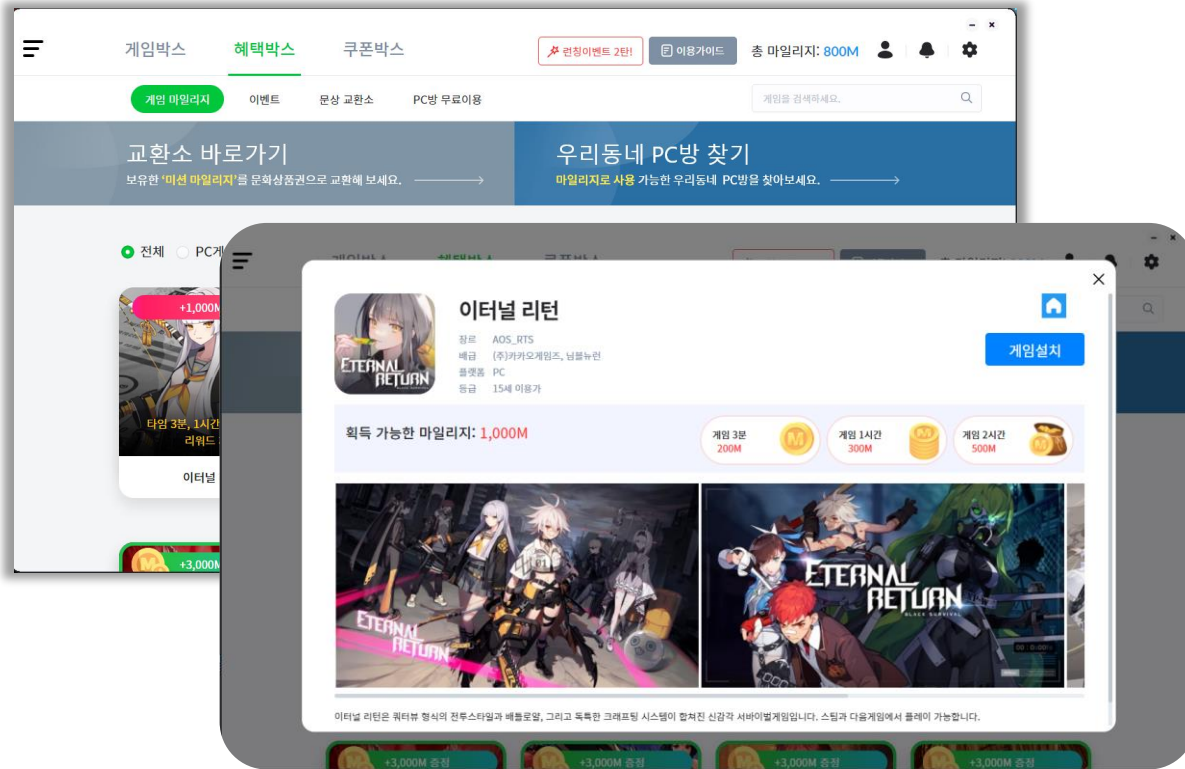 게임박스 혜택박스 쿠폰박스 런칭이벤트 2탄! 이용가이드 총 마일리지: 800M
게임 마일리지 이벤트 문상 교환소 PC방 무료이용 게임을 검색하세요.
교환소 바로가기
보유한 '미션 마일리지'를 문화상품권으로 교환해 보세요.
우리동네 PC방 찾기
마일리지로 사용 가능한 우리동네 PC방을 찾아보세요.
전체 PC게
+1,000M
타임 3분, 1시간
리워드
이터널
+3,000M
이터널 리턴
장르 AOS_RTS
배급 (주)카카오게임즈, 님블뉴런
플랫폼 PC
등급 15세 이용가
게임설치
ETERNAL
RETURN
획득 가능한 마일리지: 1,000M
게임 3분
200M
게임 1시간
300M
게임 2시간
500M
ETERNAL
RETURN
ETERNAL
RETURN
BLACK SURVIVAL
이터널 리턴은 쿼터뷰 형식의 전투스타일과 배틀로얄, 그리고 독특한 크래프팅 시스템이 합쳐진 신감각 서바이벌게임입니다. 스팀과 다음게임에서 플레이 가능합니다.
+3,000M 증정 +3,000M 증정 +3,000M 증정 +3,000M 증정